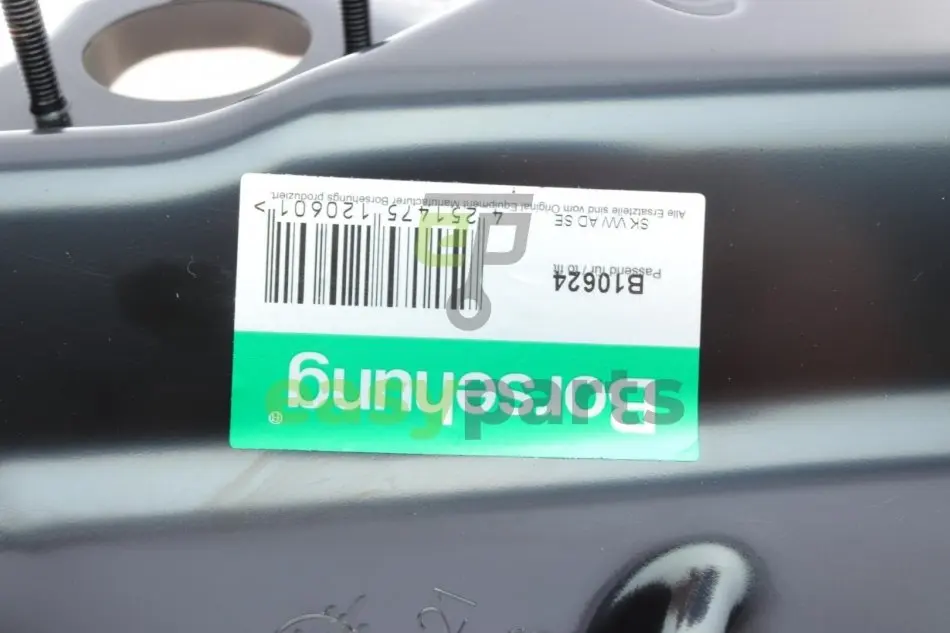 Borsehung®
B10624
Passend für / to fit
SK VW AD SE
4 251475 120601 >
Alle Ersatzteile sind vom Original Equipment Manufacturer Borsehungs produziert.
easyparts